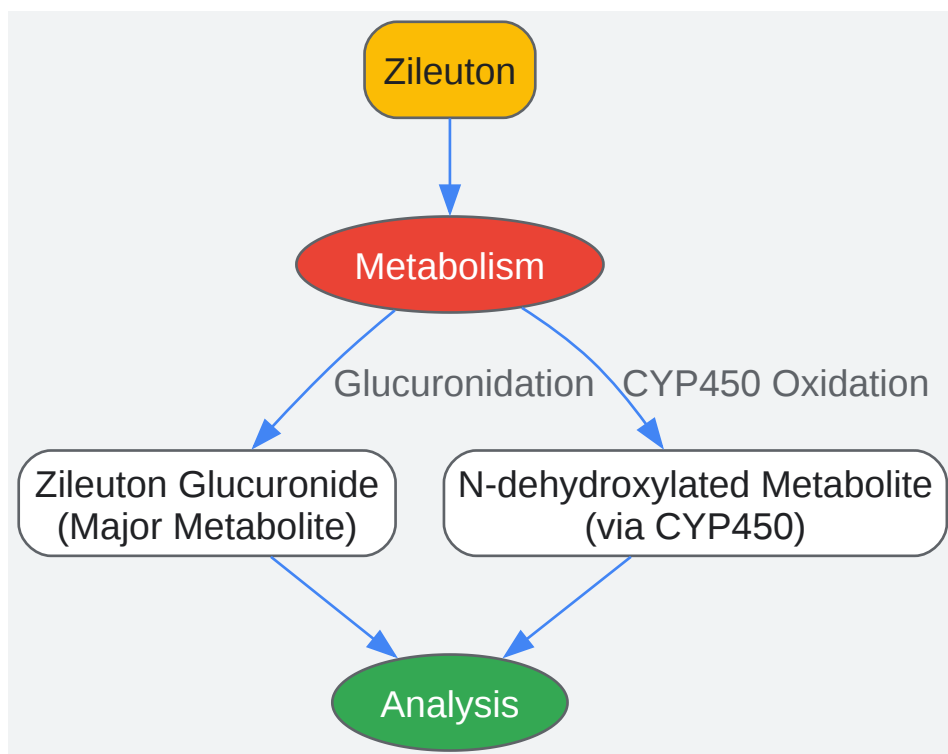 Zileuton
Metabolism
Glucuronidation
CYP450 Oxidation
Zileuton Glucuronide
(Major Metabolite)
N-dehydroxylated Metabolite
(via CYP450)
Analysis